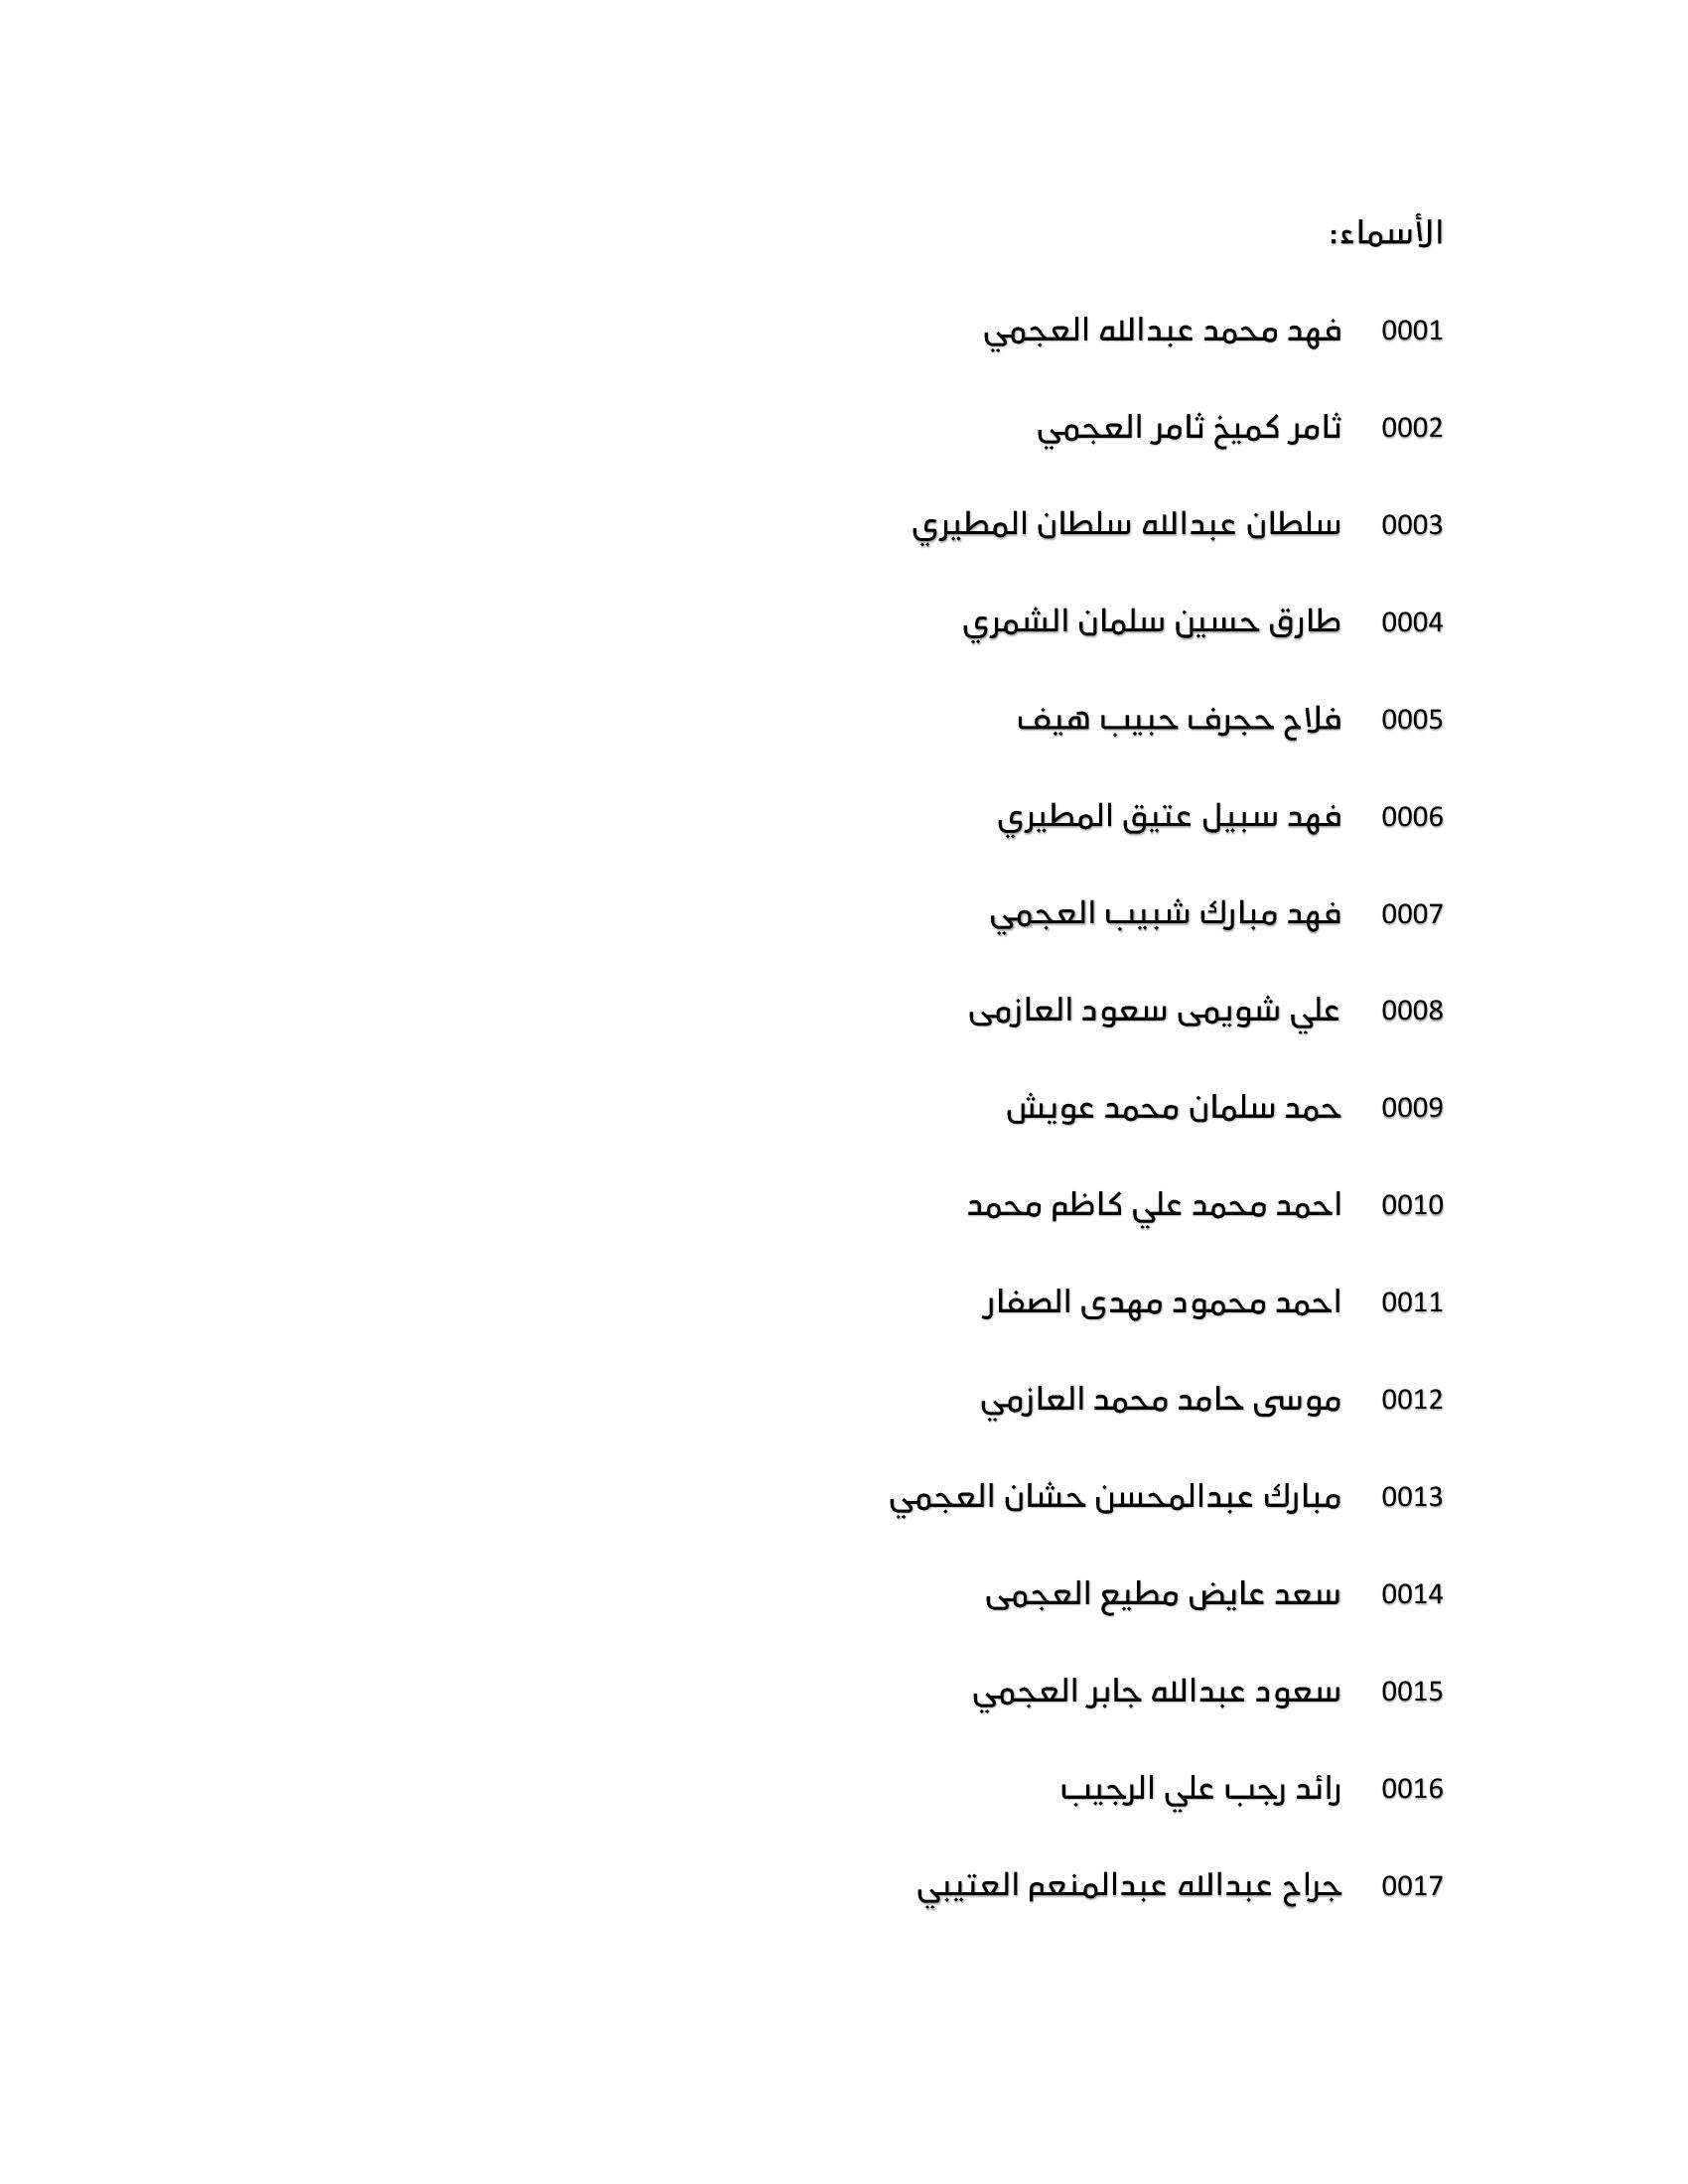 الأسماء:
0001 فهد محمد عبدالله العجمي
0002 ثامر كميخ ثامر العجمي
0003 سلطان عبدالله سلطان المطيري
0004 طارق حسين سلمان الشمري
0005 فلاح حجرف حبيب هيف
0006 فهد سبيل عتيق المطيري
0007 فهد مبارك شبيب العجمي
0008 علي شويمى سعود العازمى
0009 حمد سلمان محمد عويش
0010 احمد محمد علي كاظم محمد
0011 احمد محمود مهدى الصفار
0012 موسى حامد محمد العازمي
0013 مبارك عبدالمحسن حشان العجمي
0014 سعد عايض مطيع العجمى
0015 سعود عبدالله جابر العجمي
0016 رائد رجب علي الرجيب
0017 جراح عبدالله عبدالمنعم العتيبي